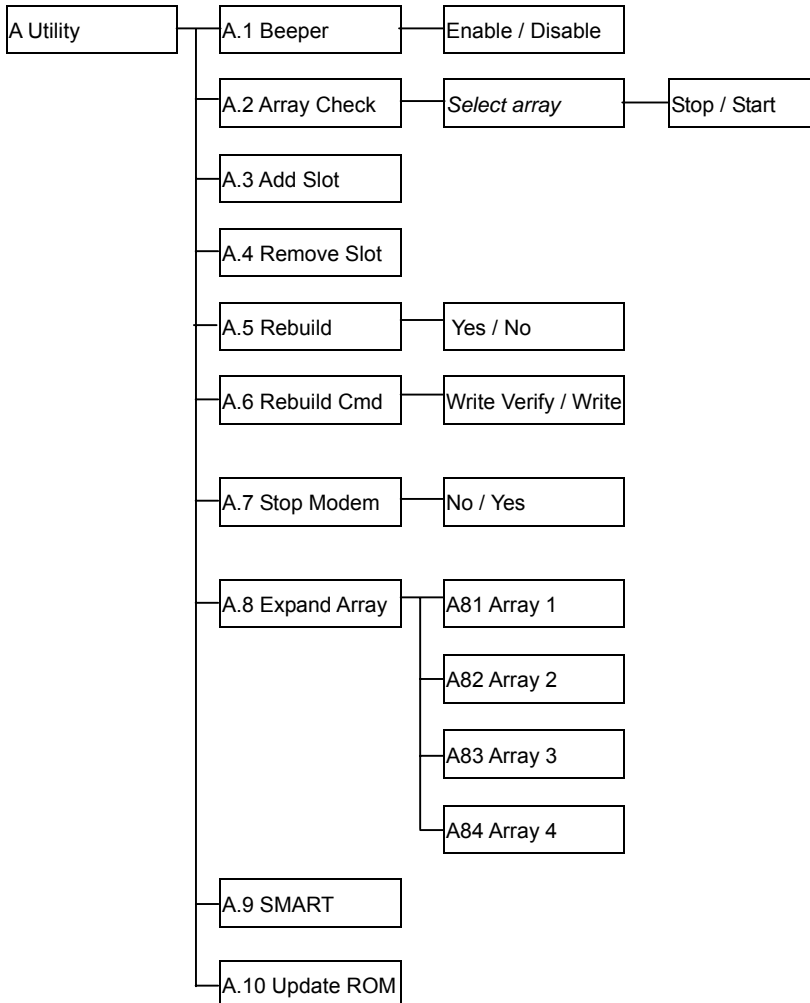 A Utility
A.1 Beeper
Enable / Disable
A.2 Array Check
Select array
Stop / Start
A.3 Add Slot
A.4 Remove Slot
A.5 Rebuild
Yes / No
A.6 Rebuild Cmd
Write Verify / Write
A.7 Stop Modem
No / Yes
A.8 Expand Array
A81 Array 1
A82 Array 2
A83 Array 3
A84 Array 4
A.9 SMART
A.10 Update ROM